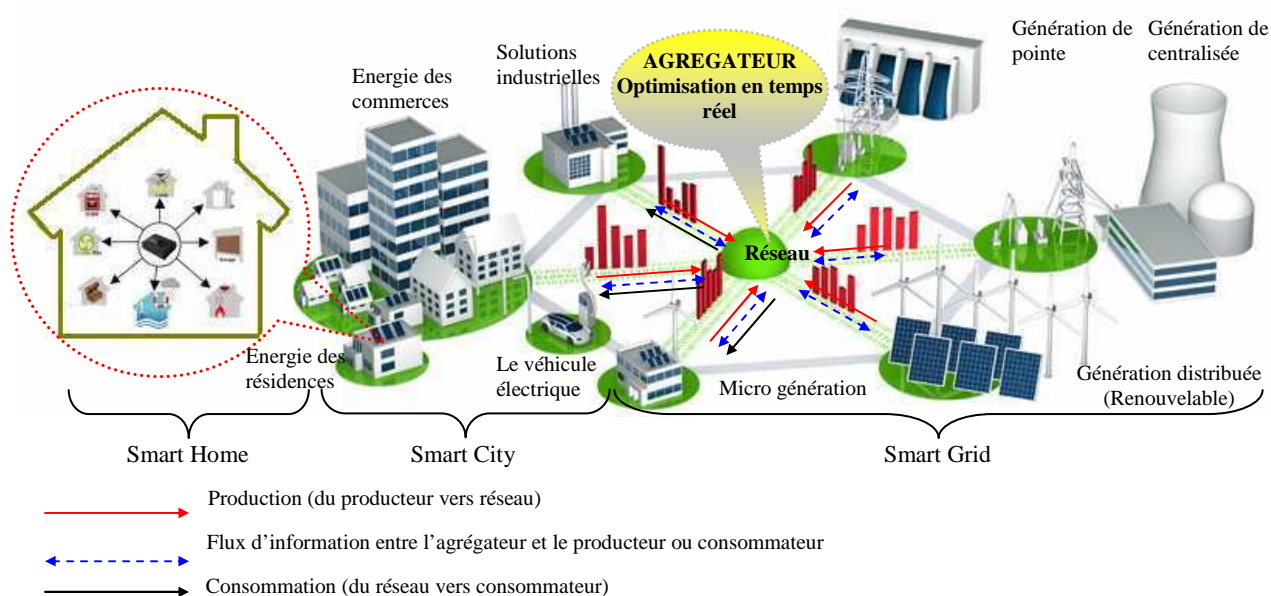 Génération de
pointe
Génération de
centralisée
Solutions
industrielles
AGREGATEUR
Optimisation en temps
réel
Energie des
commerces
Réseau
Energie des
résidences
Le véhicule
électrique
Micro génération
Génération distribuée
(Renouvelable)
Smart Home
Smart City
Smart Grid
Production (du producteur vers réseau)
Flux d'information entre l'agrégateur et le producteur ou consommateur
Consommation (du réseau vers consommateur)